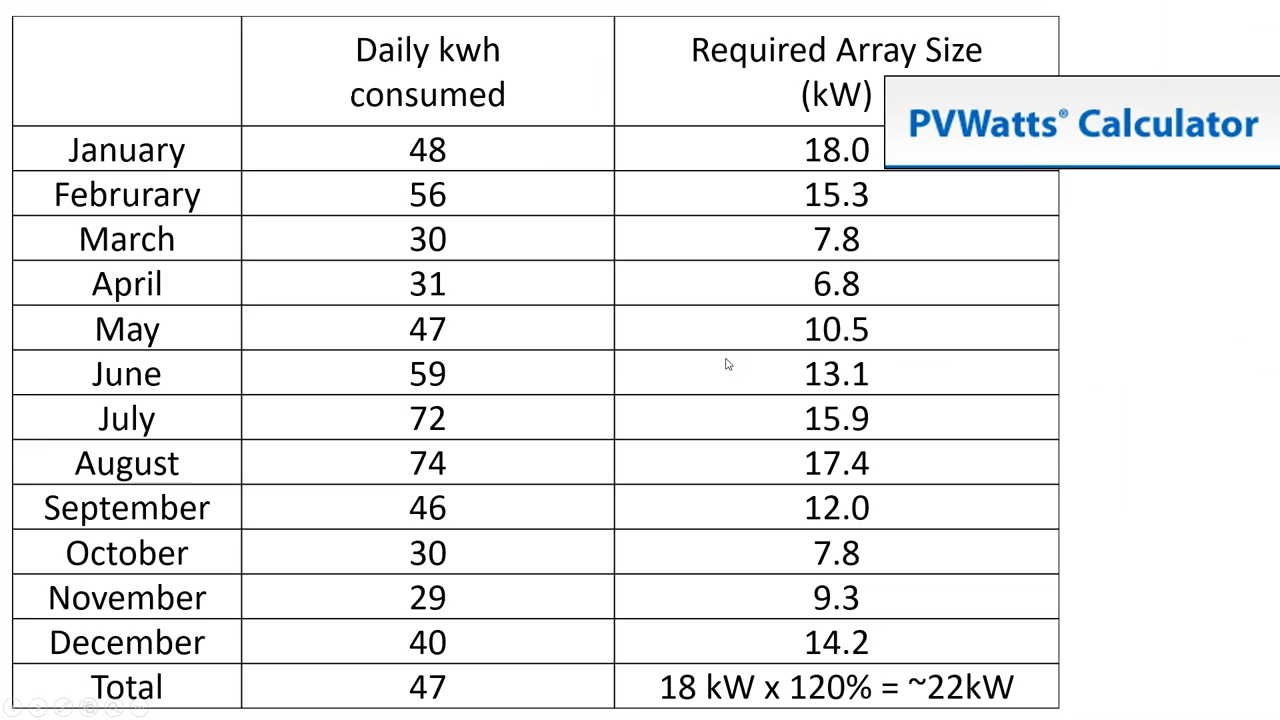 Daily kwh consumed
Required Array Size (kW)
PVWatts® Calculator
January 48 18.0
Februrary 56 15.3
March 30 7.8
April 31 6.8
May 47 10.5
June 59 13.1
July 72 15.9
August 74 17.4
September 46 12.0
October 30 7.8
November 29 9.3
December 40 14.2
Total 47 18 kW x 120% = ~22kW